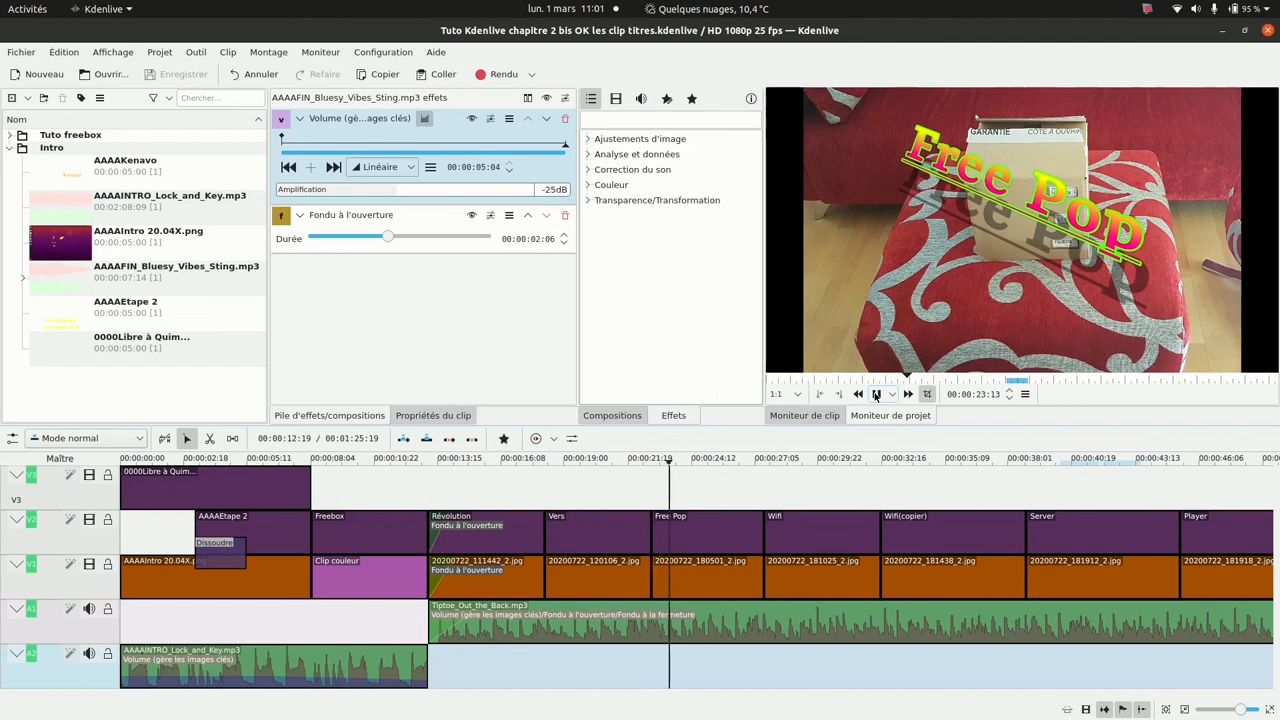 Activités Kdenlive lun. 1 mars 11:01 Quelques nuages, 10,4 °C 95 %
Tuto Kdenlive chapitre 2 bis OK les clip titres.kdenlive / HD 1080p 25 fps — Kdenlive
Fichier Édition Affichage Projet Outil Clip Montage Moniteur Configuration Aide
Nouveau Ouvrir... Enregistrer Annuler Refaire Copier Coller Rendu
Chercher...
Nom
Tuto freebox
Intro
AAAAKenavo
00:00:05:00 [1]
AAAAINTRO_Lock_and_Key.mp3
00:02:08:09 [1]
AAAAIntro 20.04X.png
00:00:05:00 [1]
AAAAFIN_Bluesy_Vibes_Sting.mp3
00:00:07:14 [1]
AAAAEtape 2
00:00:05:00 [1]
0000Libre à Quim...
00:00:05:00 [1]
AAAAFIN_Bluesy_Vibes_Sting.mp3 effets
v Volume (gè...ages clés)
Linéaire 00:00:05:04
Amplification -25dB
f Fondu à l'ouverture
Durée 00:00:02:06
Pile d'effets/compositions Propriétés du clip
Ajustements d'image
Analyse et données
Correction du son
Couleur
Transparence/Transformation
Compositions Effets
GARANTIE CÔTÉ À OUVRIR
Free Pop
1:1 00:00:23:13
Moniteur de clip Moniteur de projet
Mode normal 00:00:12:19 / 00:01:25:19
Maître 00:00:00:00 00:00:02:18 00:00:05:11 00:00:08:04 00:00:10:22 00:00:13:15 00:00:16:08 00:00:19:00 00:00:21:19 00:00:24:12 00:00:27:05 00:00:29:22 00:00:32:16 00:00:35:09 00:00:38:01 00:00:40:19 00:00:43:13 00:00:46:06
V3 0000Libre à Quim...
V3
V2 AAAAEtape 2 Freebox Révolution Vers Free Pop Wifi Wifi(copier) Server Player
Fondu à l'ouverture
Dissoudre
V1 AAAAIntro 20.04X.p Clip couleur 20200722_111442_2.jpg 20200722_120106_2.jpg 20200722_180501_2.jpg 20200722_181025_2.jpg 20200722_181438_2.jpg 20200722_181912_2.jpg 20200722_181918_2.jpg
Fondu à l'ouverture
A1 Tiptoe_Out_the_Back.mp3
Volume (gère les images clés)/Fondu à l'ouverture/Fondu à la fermeture
A2 AAAAINTRO_Lock_and_Key.mp3
Volume (gère les images clés)